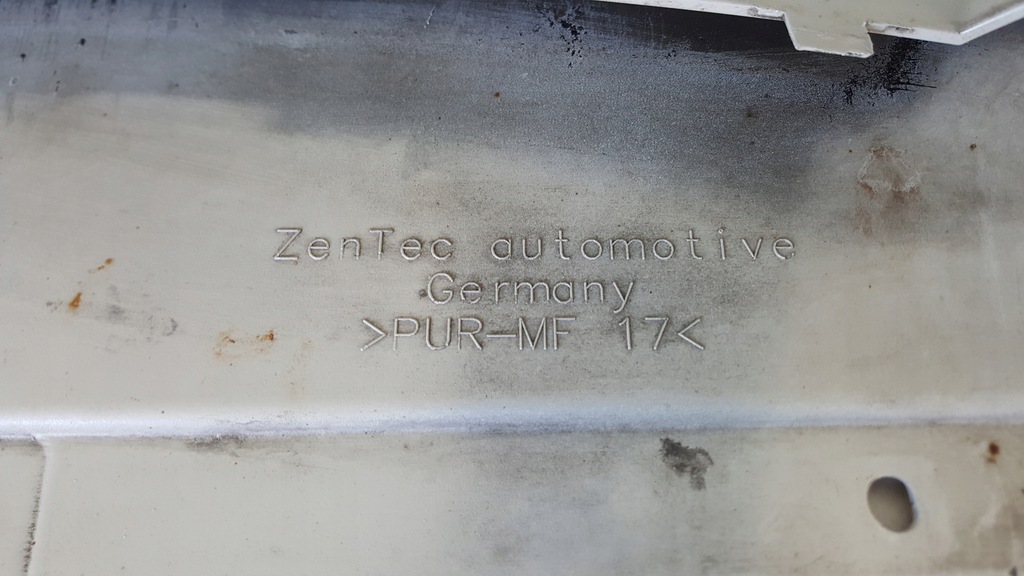 ZenTec automotive
Germany
>PUR-MF 17<